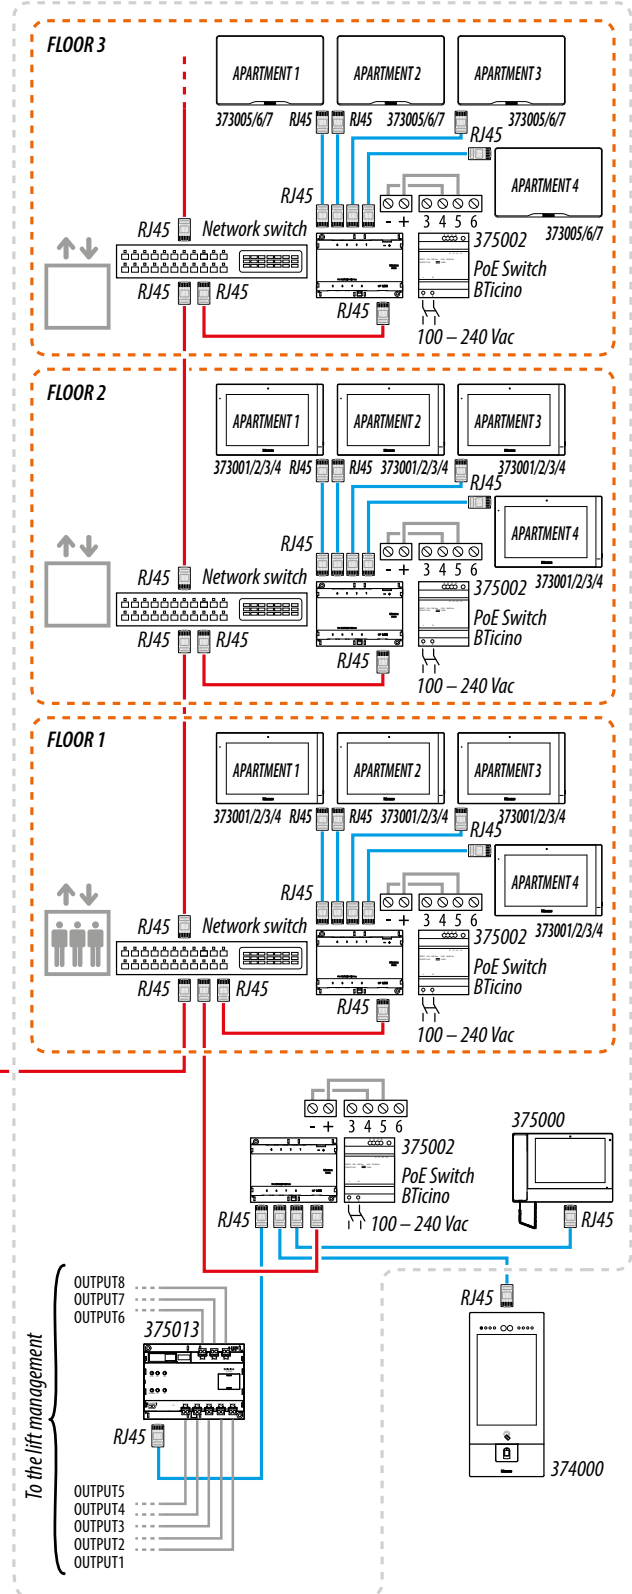 FLOOR 3
APARTMENT 1
APARTMENT 2
APARTMENT 3
373005/6/7
RJ45
RJ45
373005/6/7
373005/6/7
RJ45
APARTMENT 4
373005/6/7
RJ45
- + 3 4 5 6
RJ45
Network switch
375002
PoE Switch
BTicino
RJ45
RJ45
RJ45
100 – 240 Vac
FLOOR 2
APARTMENT 1
APARTMENT 2
APARTMENT 3
373001/2/3/4
RJ45
RJ45
373001/2/3/4
373001/2/3/4
RJ45
APARTMENT 4
373001/2/3/4
RJ45
- + 3 4 5 6
RJ45
Network switch
375002
PoE Switch
BTicino
RJ45
RJ45
RJ45
100 – 240 Vac
FLOOR 1
APARTMENT 1
APARTMENT 2
APARTMENT 3
373001/2/3/4
RJ45
RJ45
373001/2/3/4
373001/2/3/4
RJ45
APARTMENT 4
373001/2/3/4
RJ45
- + 3 4 5 6
RJ45
Network switch
375002
PoE Switch
BTicino
RJ45
RJ45
RJ45
100 – 240 Vac
- + 3 4 5 6
375002
PoE Switch
BTicino
RJ45
100 – 240 Vac
375000
RJ45
RJ45
374000
To the lift management
OUTPUT8
OUTPUT7
OUTPUT6
375013
RJ45
OUTPUT5
OUTPUT4
OUTPUT3
OUTPUT2
OUTPUT1